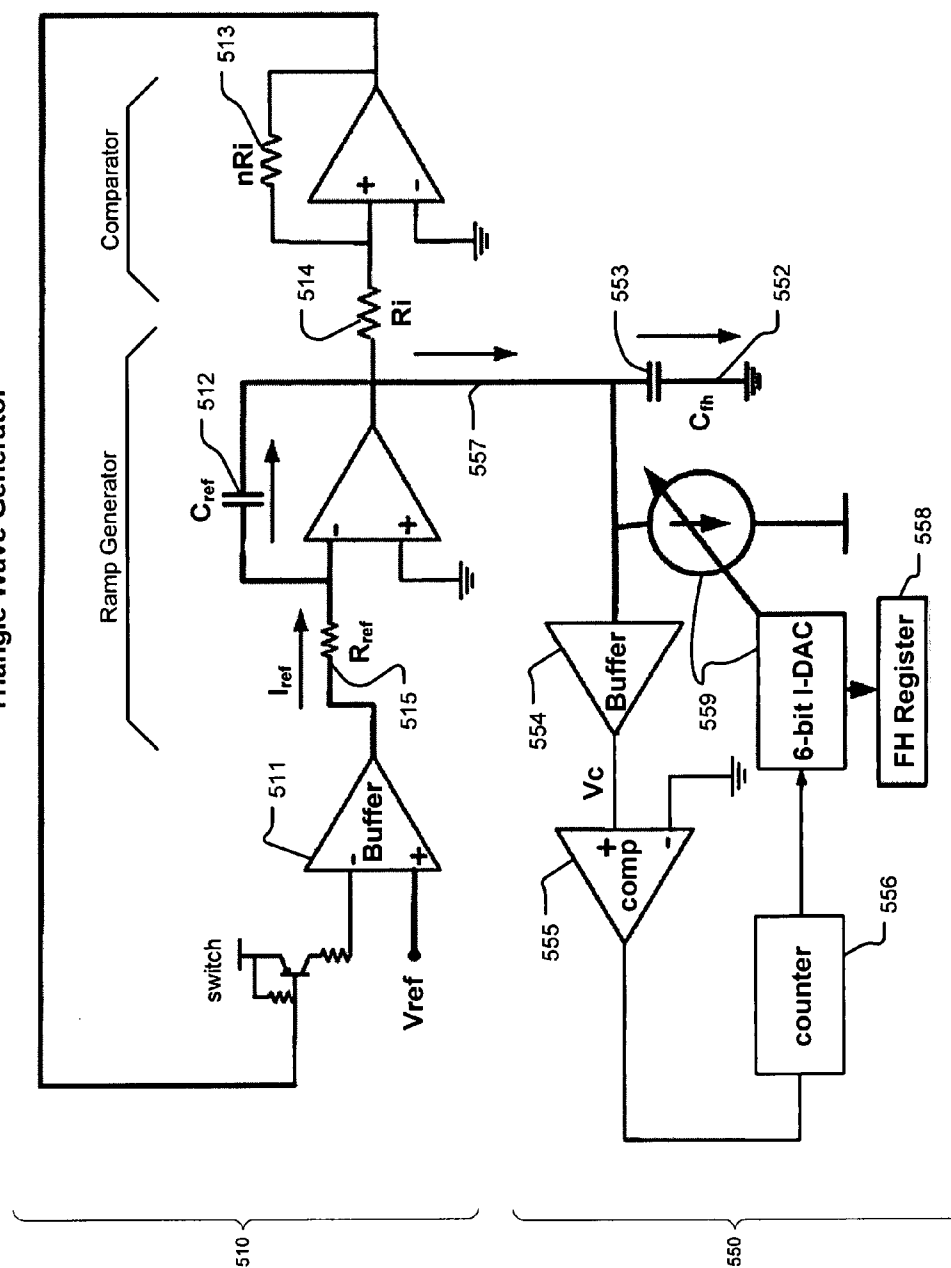 Triangle Wave Generator
Ramp Generator
Comparator
switch
511
Buffer
-
+
Vref
Iref
Rref
515
Cref
512
-
+
514
Ri
nRi
513
+
-
557
553
Cfh
552
554
Buffer
Vc
555
+
-
comp
559
6-bit I-DAC
558
FH Register
counter
556
510
550